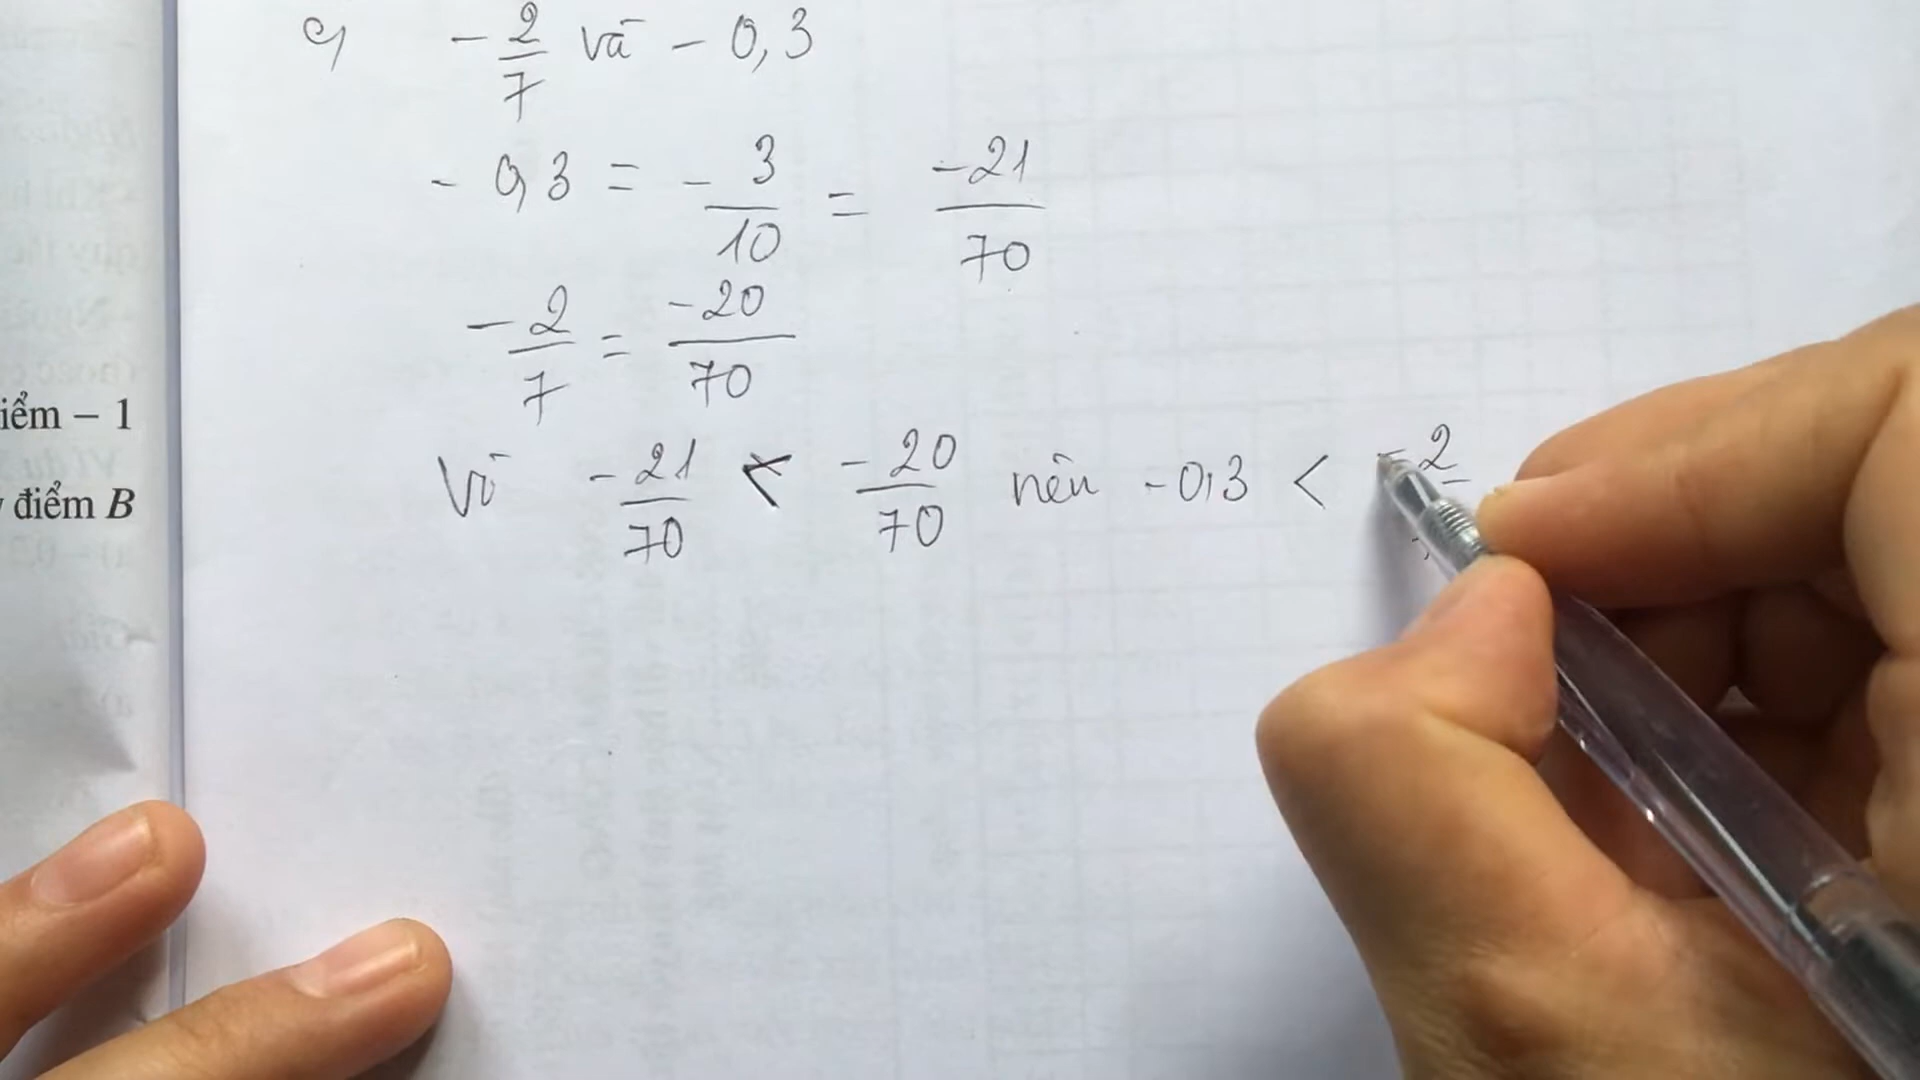 c) -2/7 và -0,3
-0,3 = -3/10 = -21/70
-2/7 = -20/70
Vì -21/70 < -20/70 nên -0,3 < -2
iểm – 1
điểm B